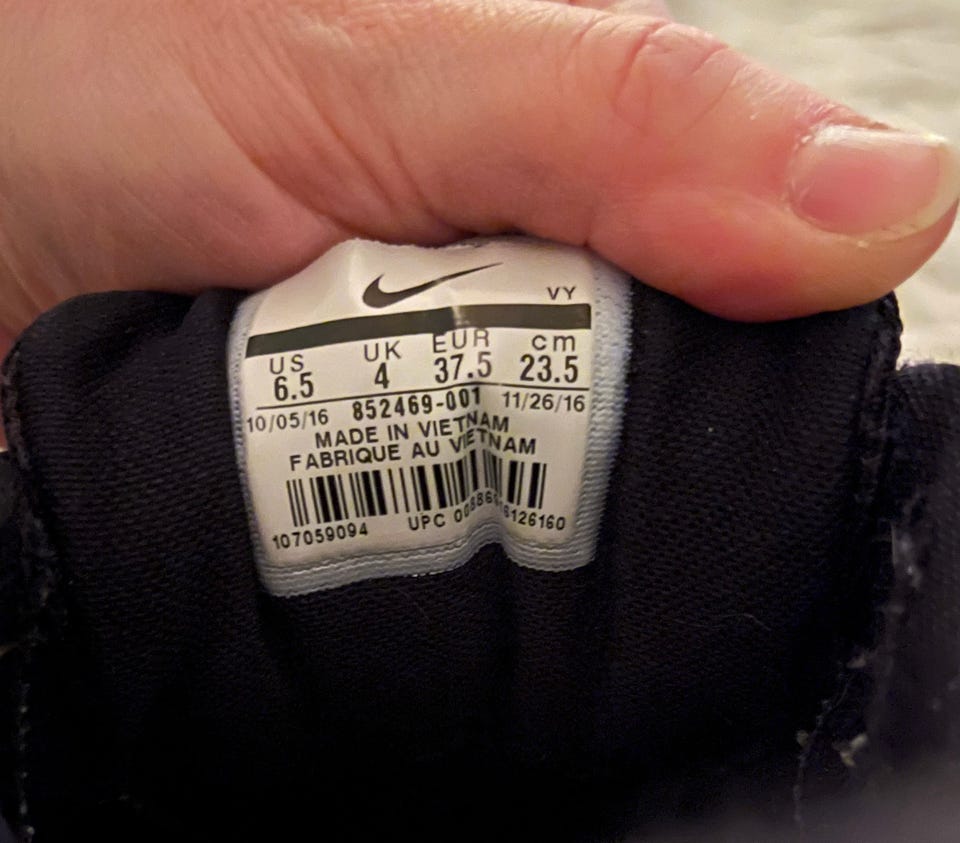 VY
US UK EUR cm
6.5 4 37.5 23.5
10/05/16 852469-001 11/26/16
MADE IN VIETNAM
FABRIQUE AU VIETNAM
107059094 UPC